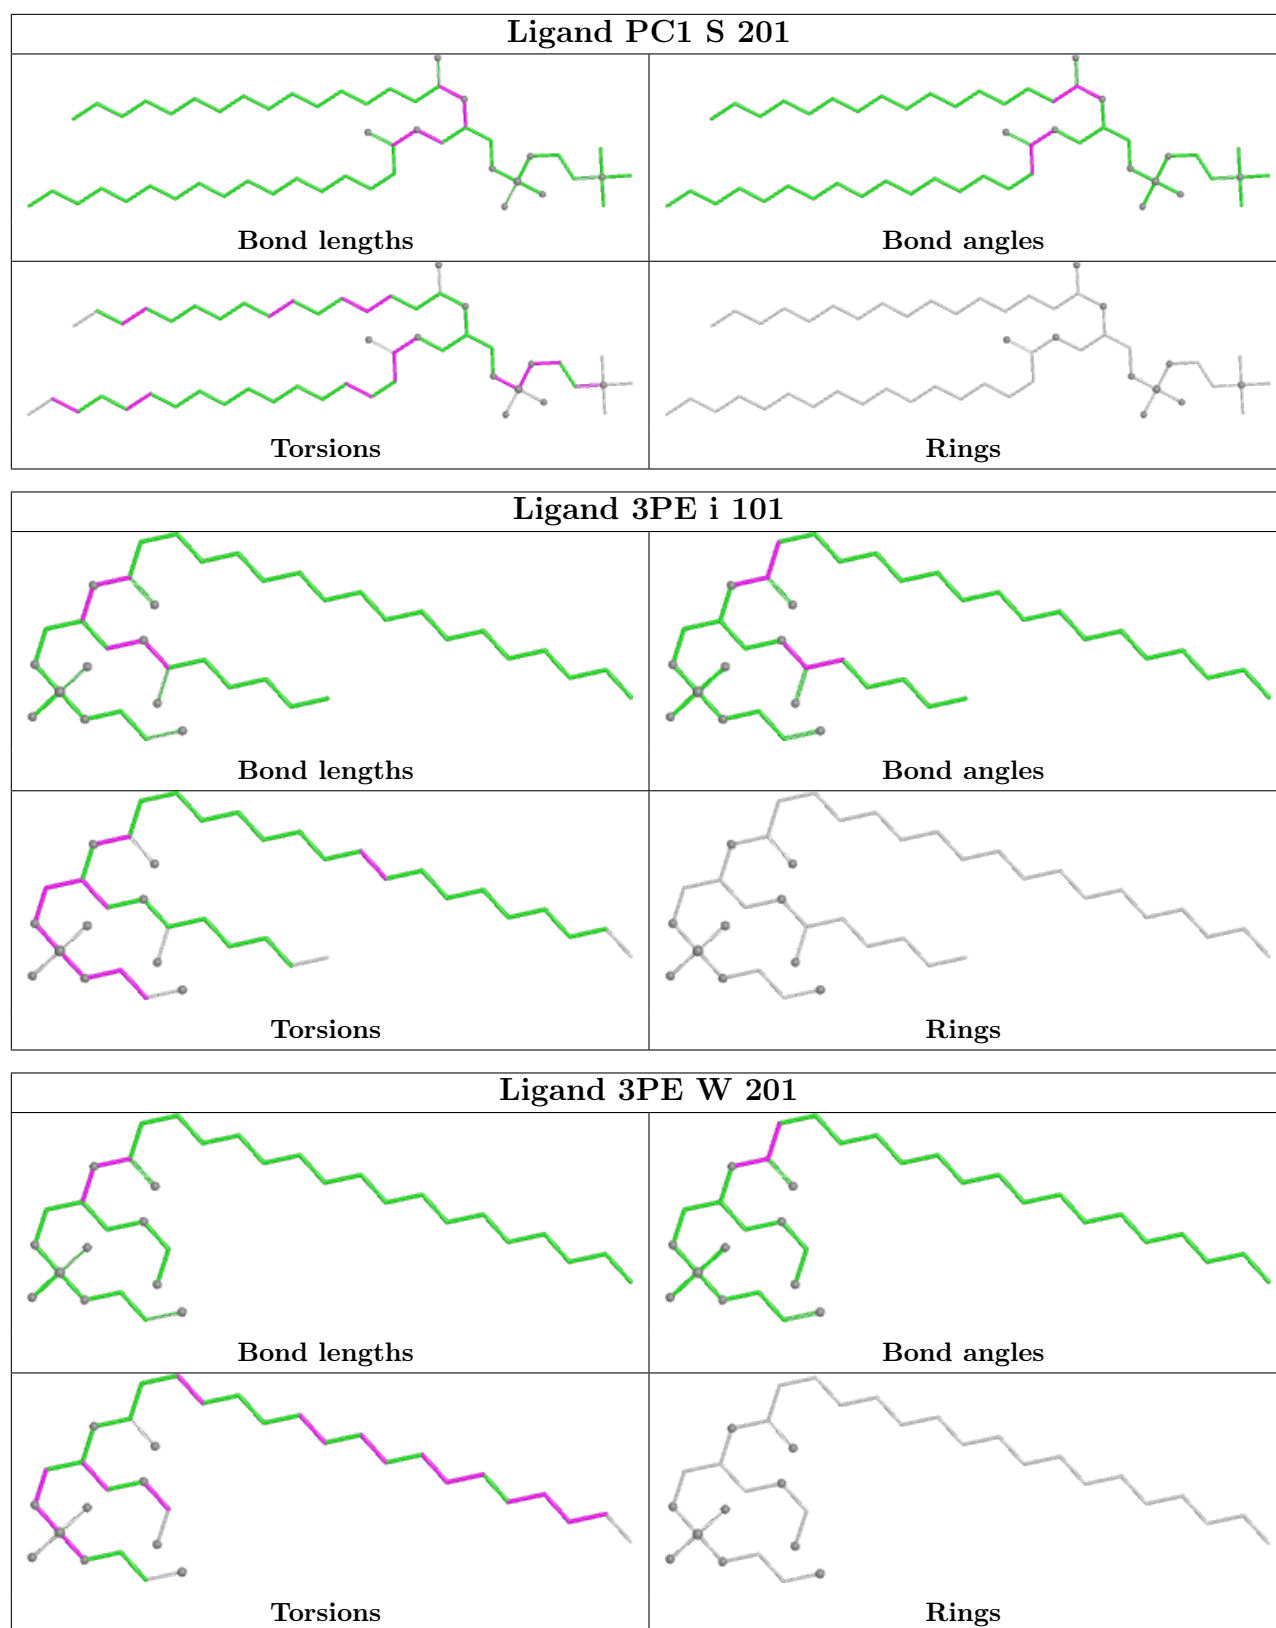 Ligand PC1 S 201
Bond lengths
Bond angles
Torsions
Rings
Ligand 3PE i 101
Bond lengths
Bond angles
Torsions
Rings
Ligand 3PE W 201
Bond lengths
Bond angles
Torsions
Rings